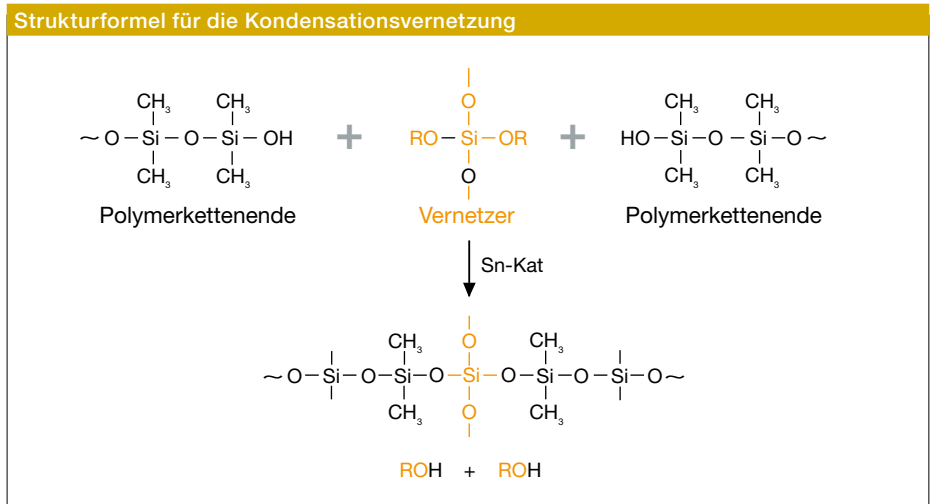 Strukturformel für die Kondensationsvernetzung
CH₃ CH₃ O CH₃ CH₃
~ O – Si – O – Si – OH + RO – Si – OR + HO – Si – O – Si – O ~
CH₃ CH₃ O CH₃ CH₃
Polymerkettenende Vernetzer Polymerkettenende
Sn-Kat
CH₃ O CH₃
~ O – Si – O – Si – O – Si – O – Si – O – Si – O ~
CH₃ O CH₃
ROH + ROH